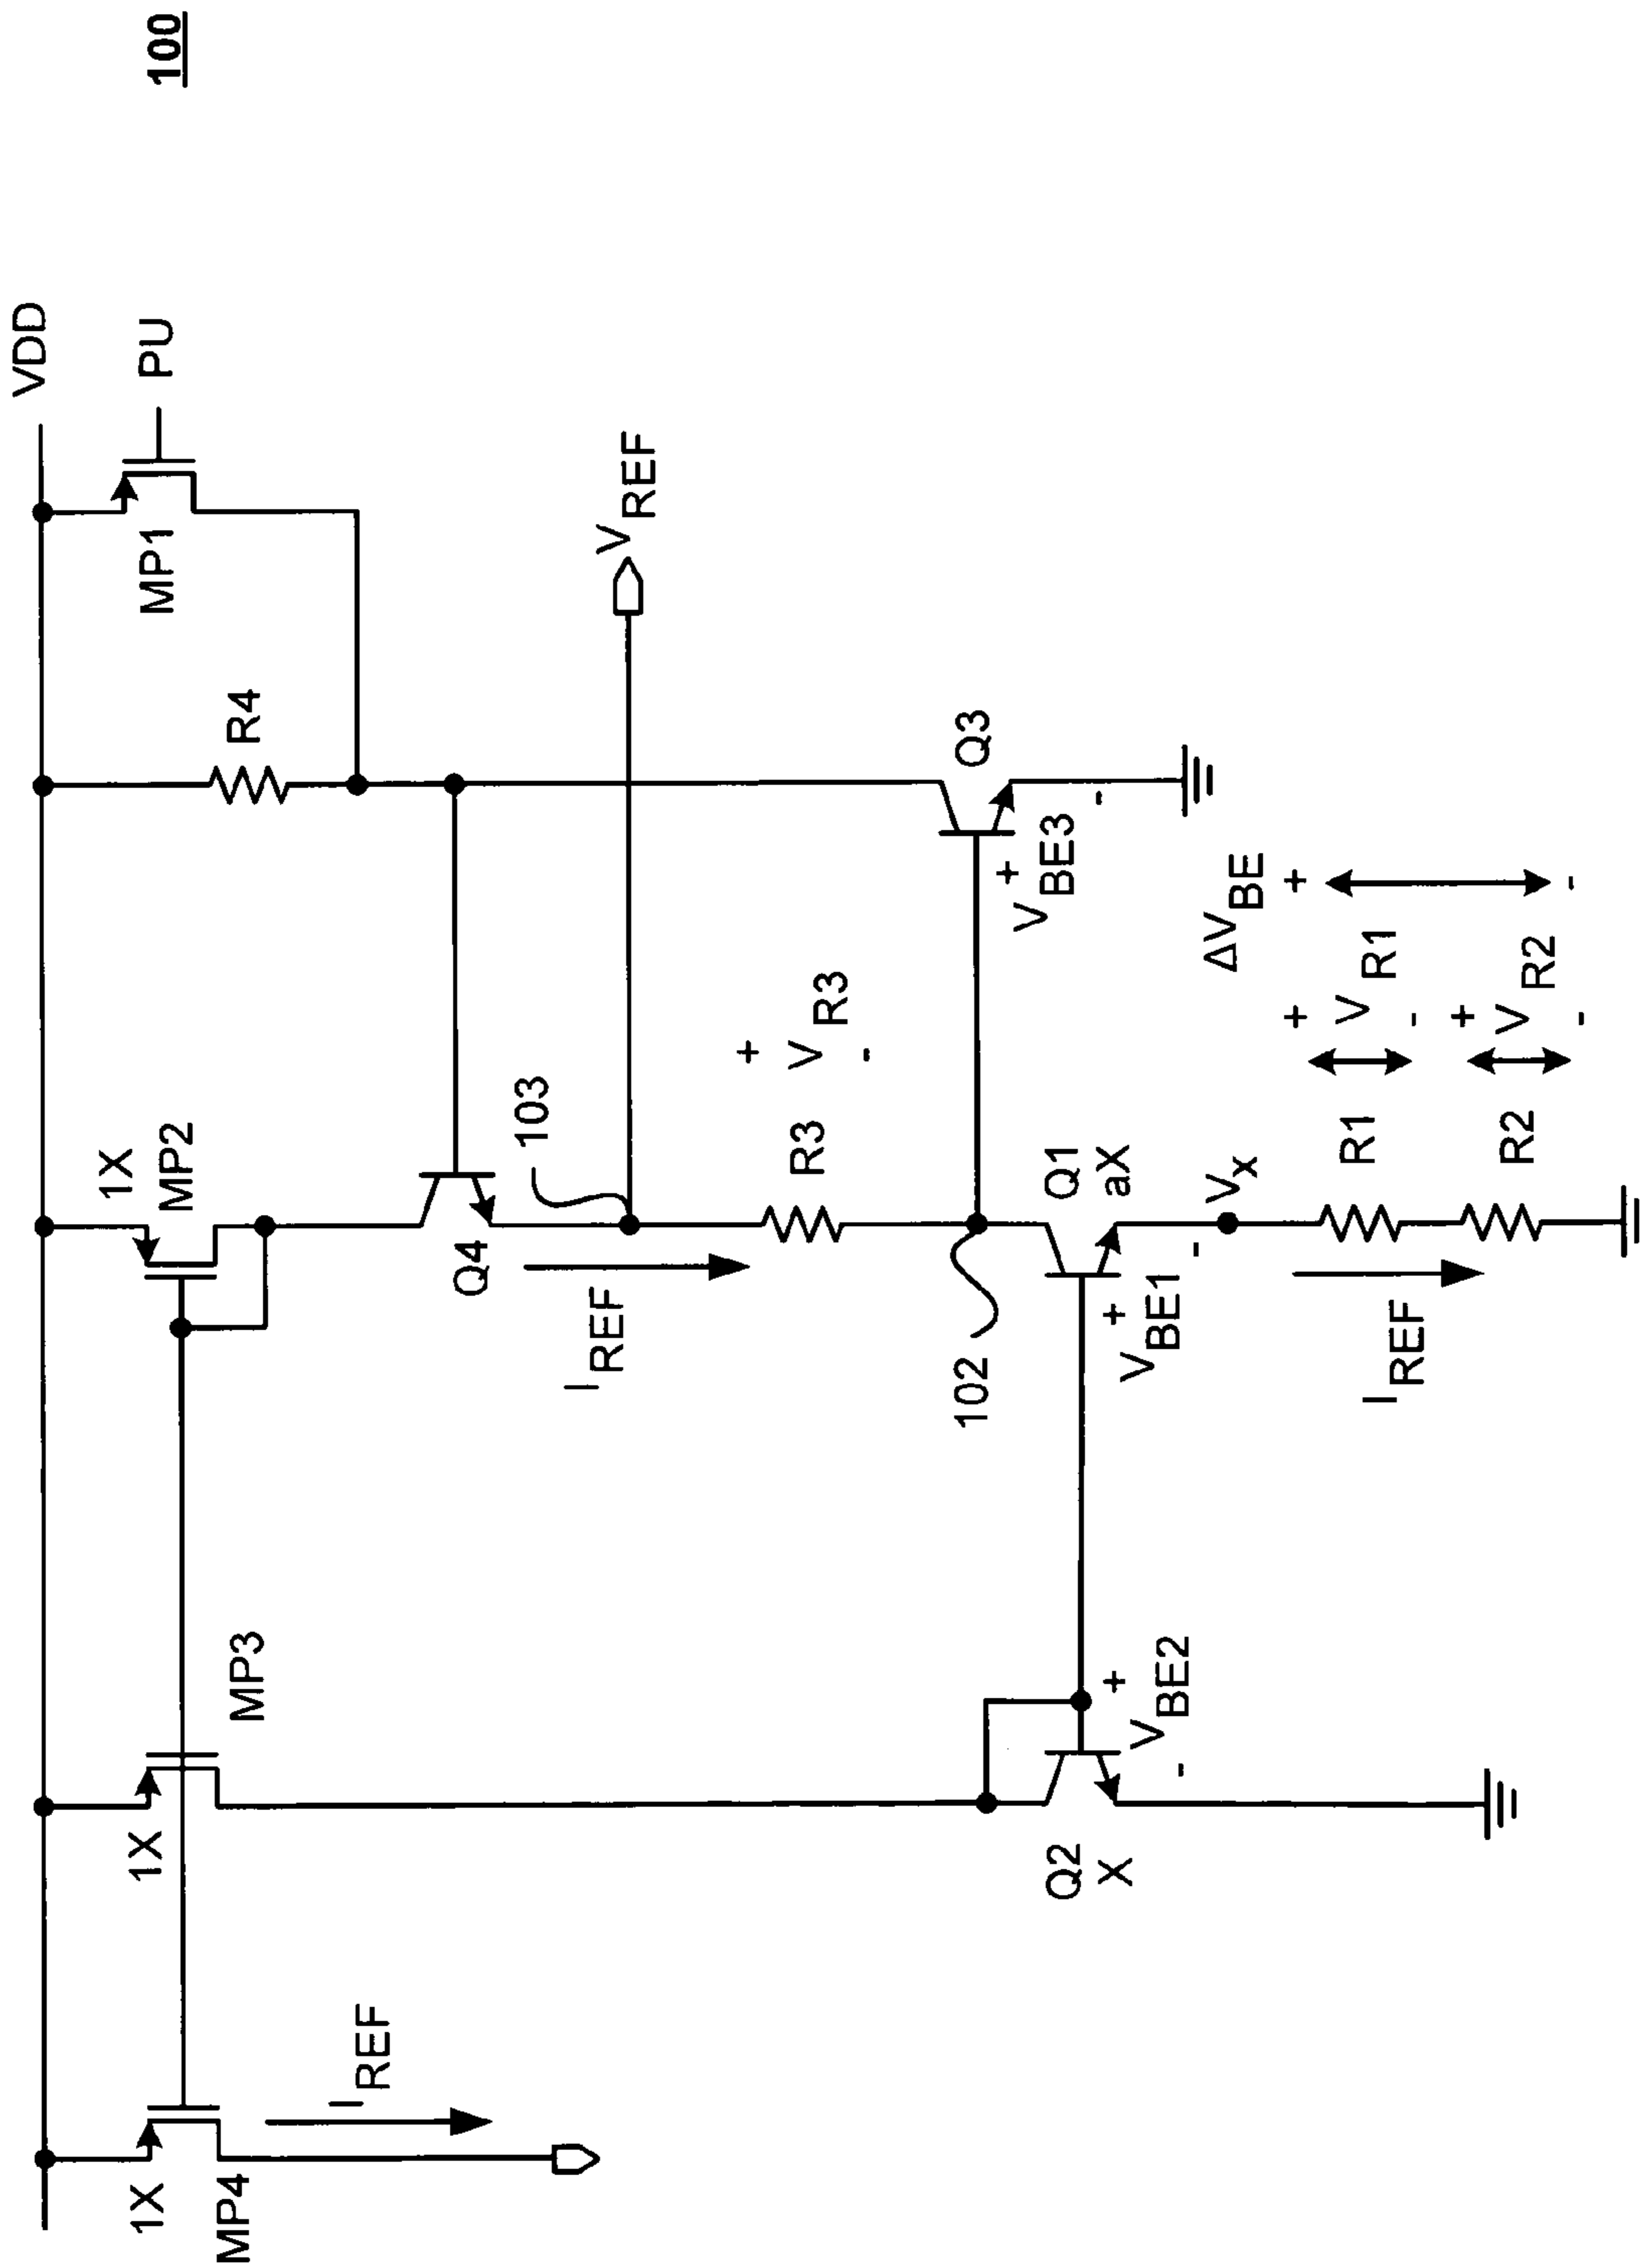 100
VDD
1X
MP4
IREF
1X
MP3
1X
MP2
R4
MP1
PU
Q4
103
VREF
IREF
R3
+
VR3
-
102
Q3
+
VBE3
-
Q1
aX
+
VBE1
-
Vx
Q2
X
+
VBE2
-
IREF
R1
R2
+
VR1
-
+
VR2
-
ΔVBE
+
-